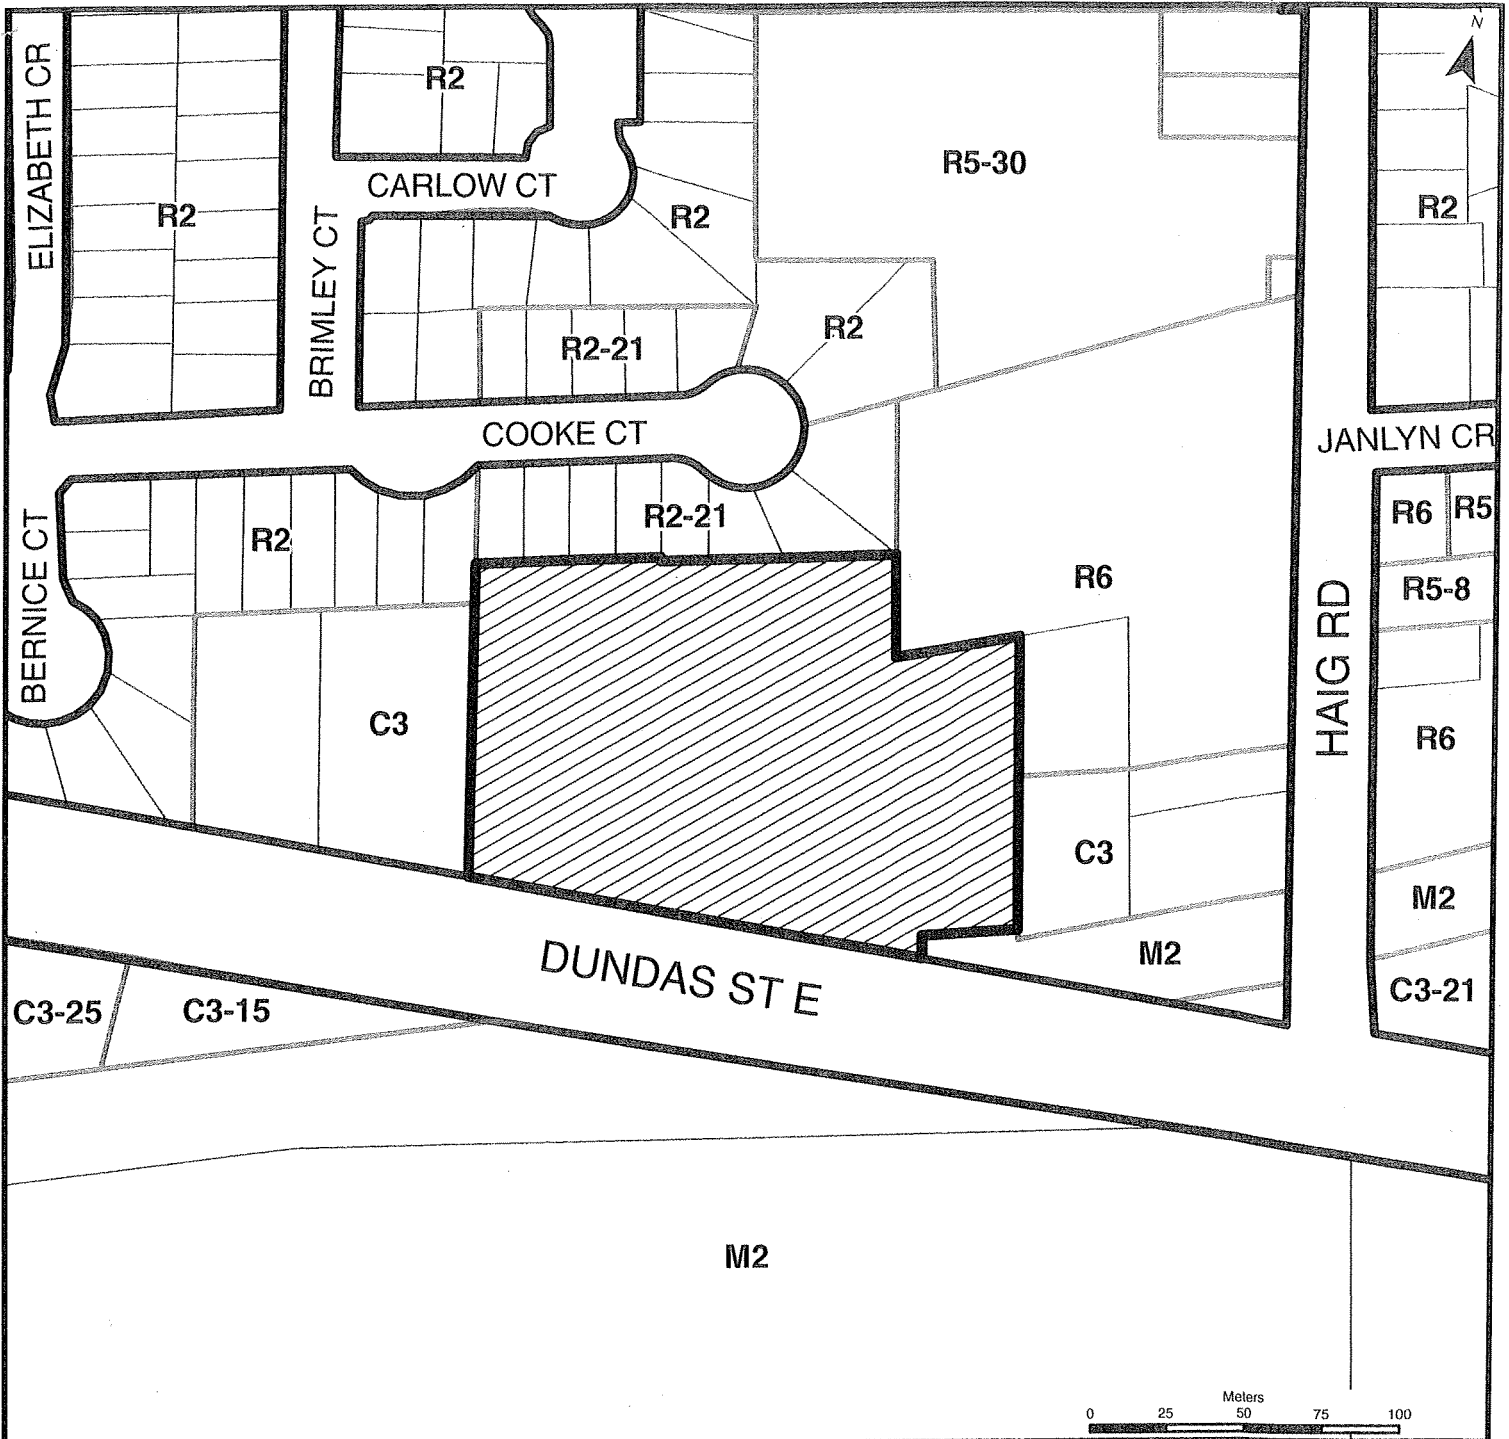 N
ELIZABETH CR
R2
R2
CARLOW CT
R2
R5-30
R2
BRIMLEY CT
R2-21
R2
COOKE CT
JANLYN CR
R2
R2-21
R6
R5
BERNICE CT
R6
R5-8
HAIG RD
C3
R6
C3
M2
M2
DUNDAS ST E
C3-25
C3-15
C3-21
M2
Meters
0 25 50 75 100